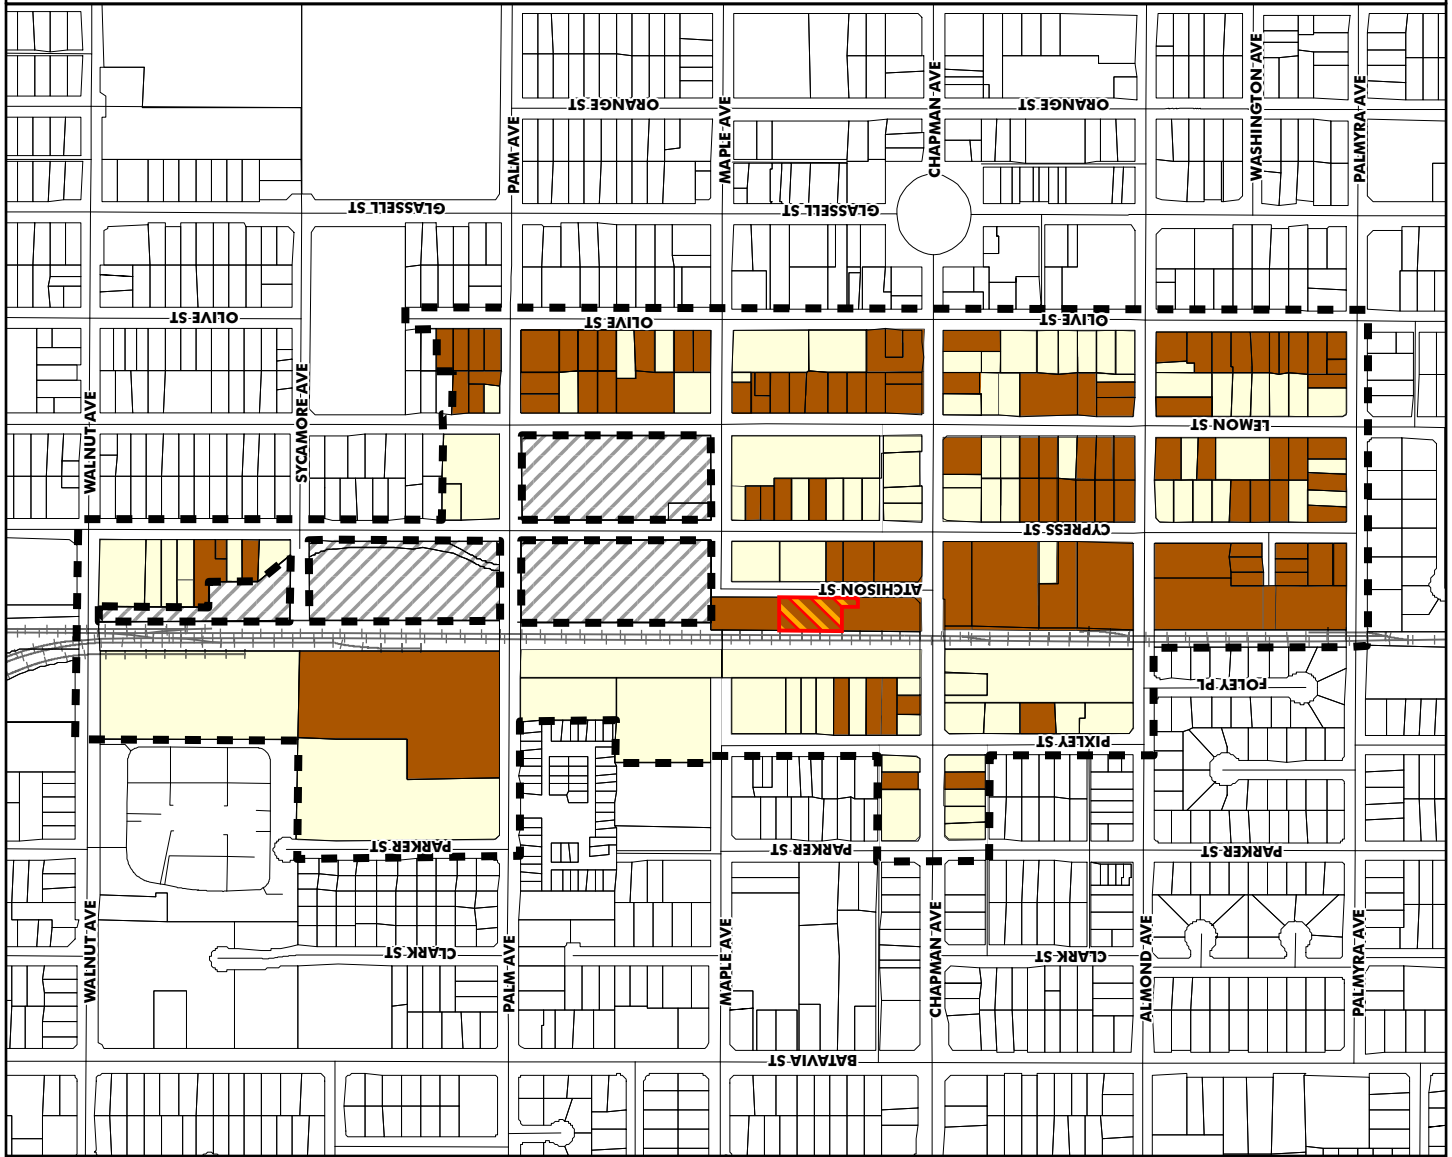 ORANGE ST
ORANGE ST
WASHINGTON AVE
CHAPMAN AVE
PALMYRA AVE
MAPLE AVE
PALM AVE
GLASSELL ST
GLASSELL ST
OLIVE ST
OLIVE ST
OLIVE ST
WALNUT AVE
SYCAMORE AVE
LEMON ST
CYPRESS ST
ATCHISON ST
FOLEY PL
PIXLEY ST
PARKER ST
PARKER ST
PARKER ST
WALNUT AVE
PALM AVE
MAPLE AVE
CHAPMAN AVE
ALMOND AVE
PALMYRA AVE
CLARK ST
CLARK ST
BATAVIA ST